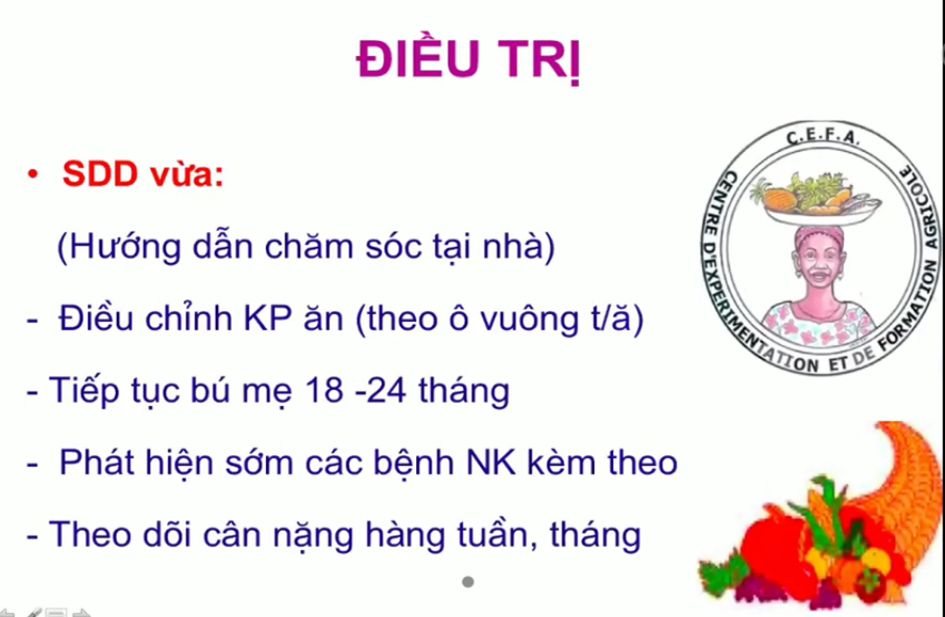 ĐIỀU TRỊ
• SDD vừa:
(Hướng dẫn chăm sóc tại nhà)
- Điều chỉnh KP ăn (theo ô vuông t/ă)
- Tiếp tục bú mẹ 18 -24 tháng
- Phát hiện sớm các bệnh NK kèm theo
- Theo dõi cân nặng hàng tuần, tháng
C.E.F.A.
CENTRE D'EXPERIMENTATION ET DE FORMATION AGRICOLE